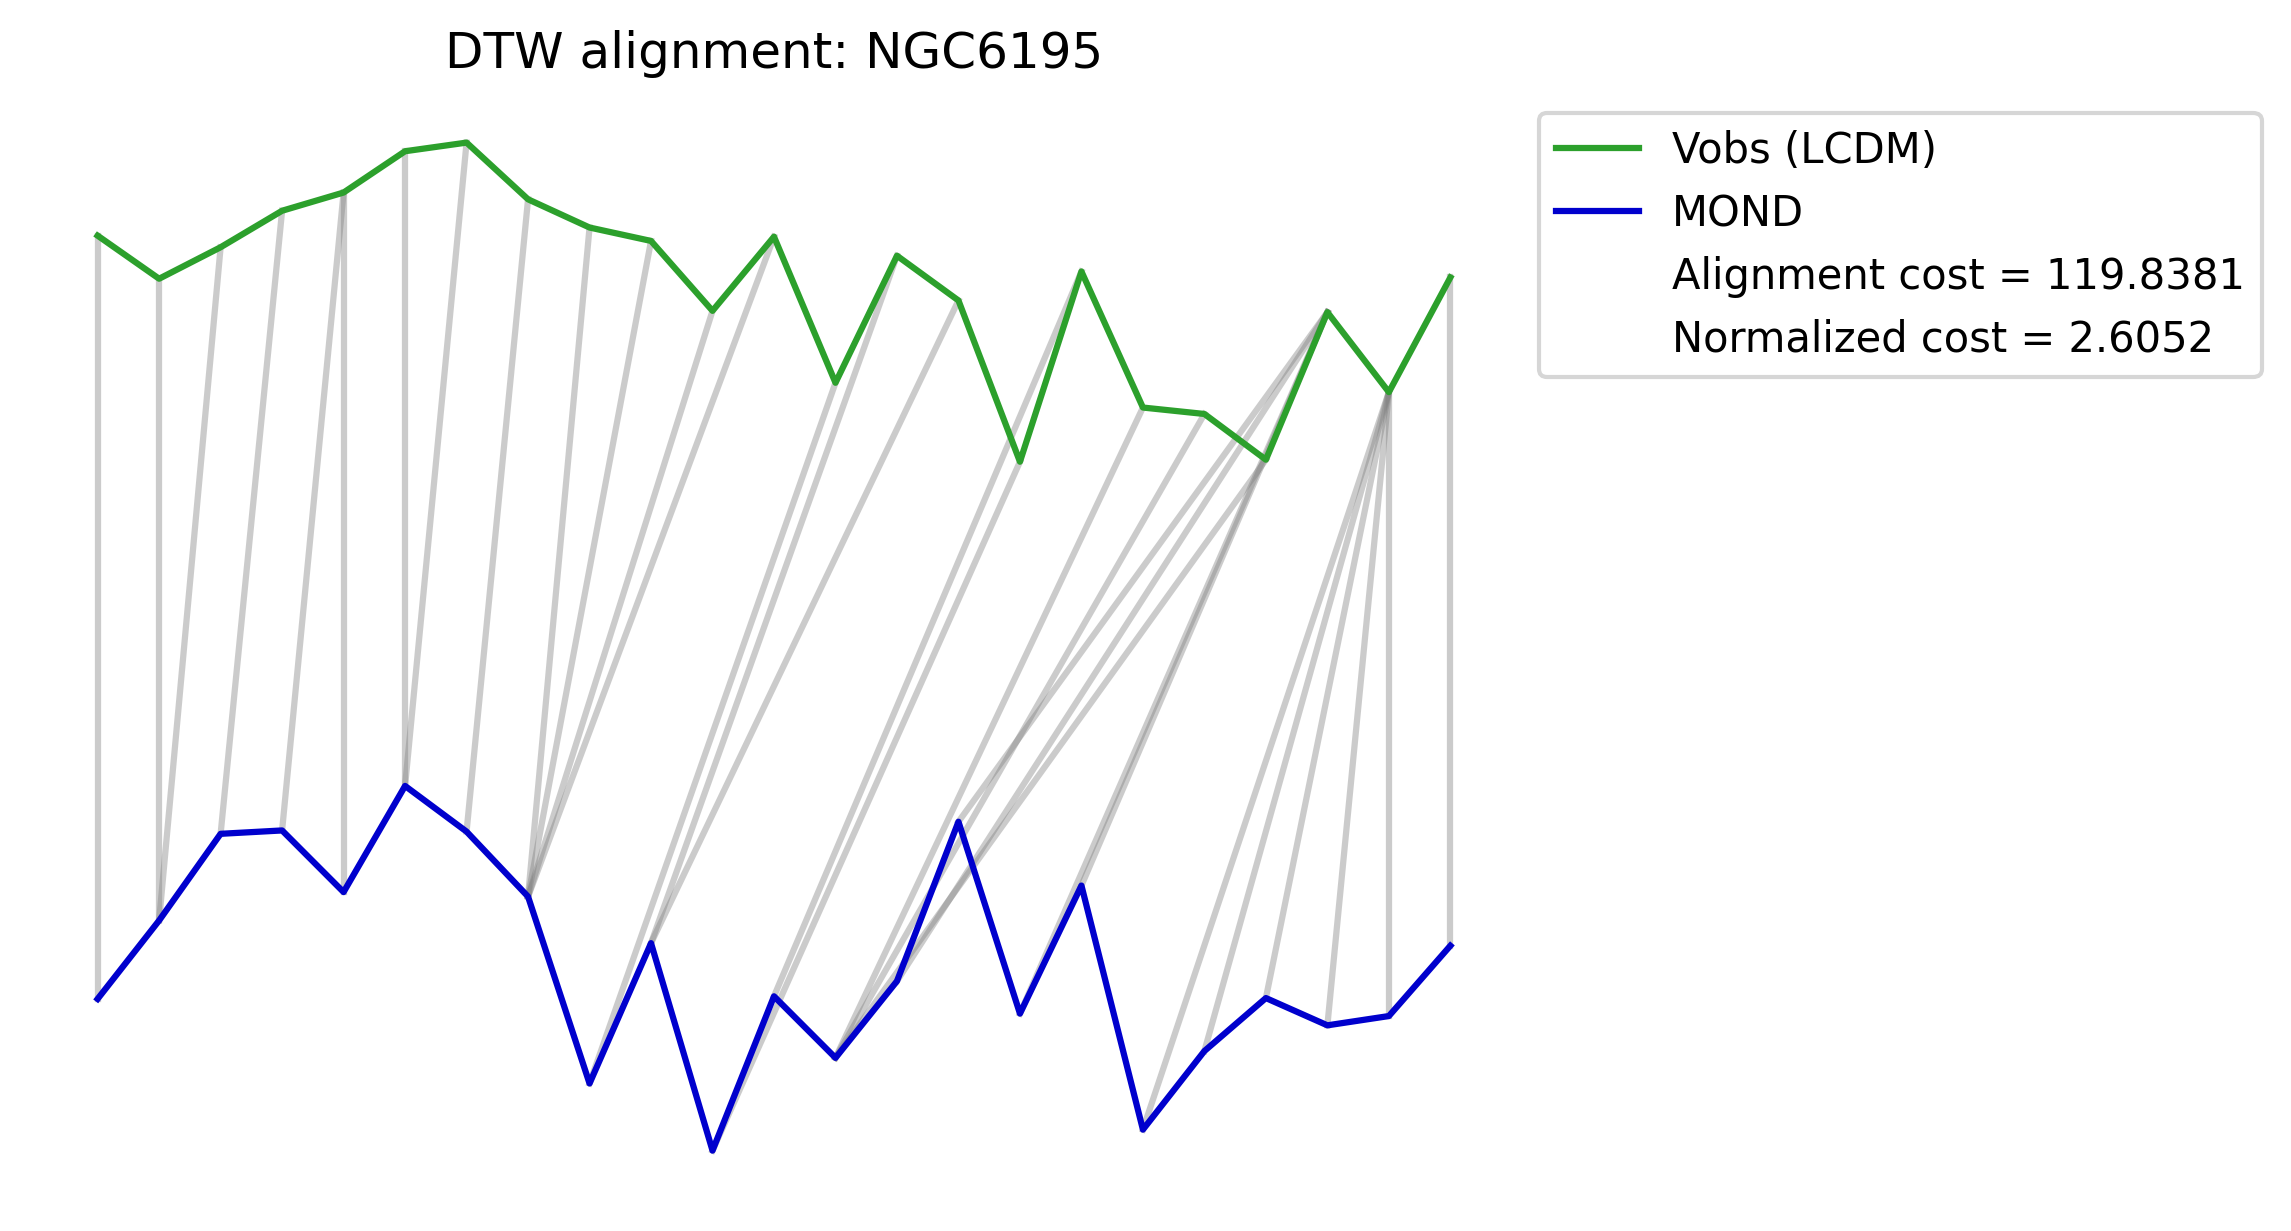 DTW alignment: NGC6195
Vobs (LCDM)
MOND
Alignment cost = 119.8381
Normalized cost = 2.6052